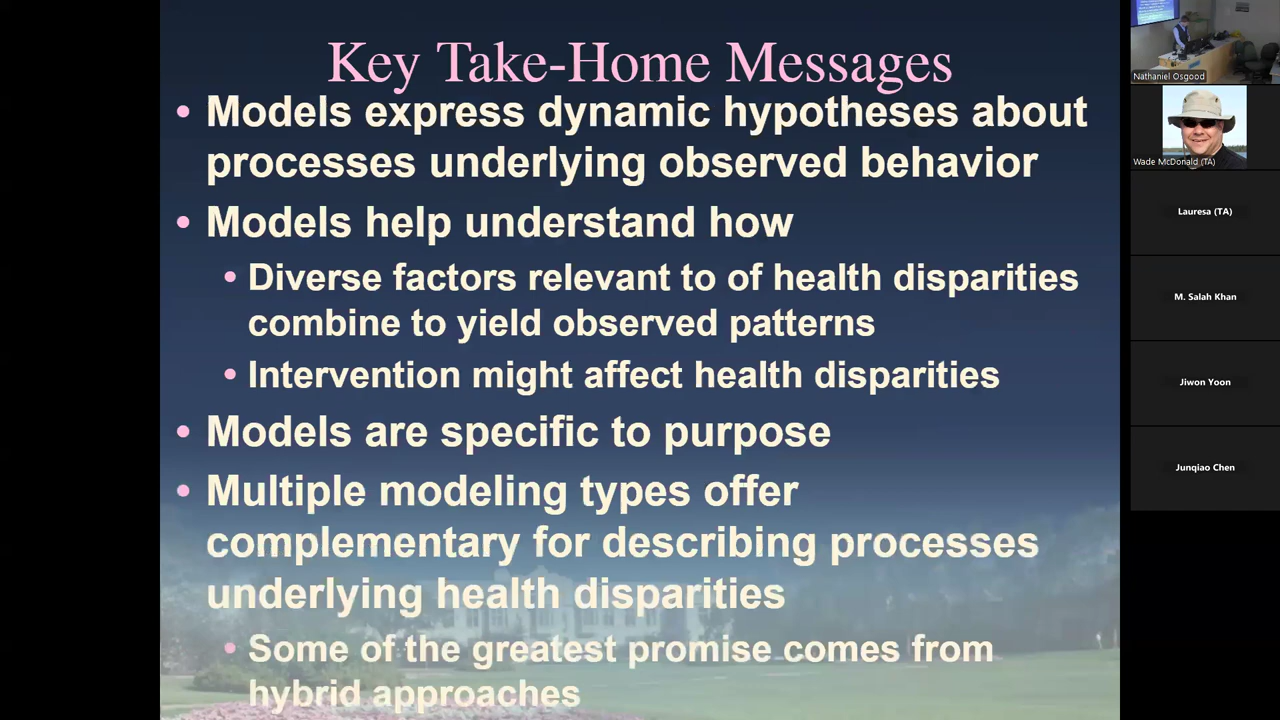 Key Take-Home Messages
• Models express dynamic hypotheses about
processes underlying observed behavior
• Models help understand how
• Diverse factors relevant to of health disparities
combine to yield observed patterns
• Intervention might affect health disparities
• Models are specific to purpose
• Multiple modeling types offer
complementary for describing processes
underlying health disparities
• Some of the greatest promise comes from
hybrid approaches
Nathaniel Osgood
Wade McDonald (TA)
Lauresa (TA)
M. Salah Khan
Jiwon Yoon
Junqiao Chen